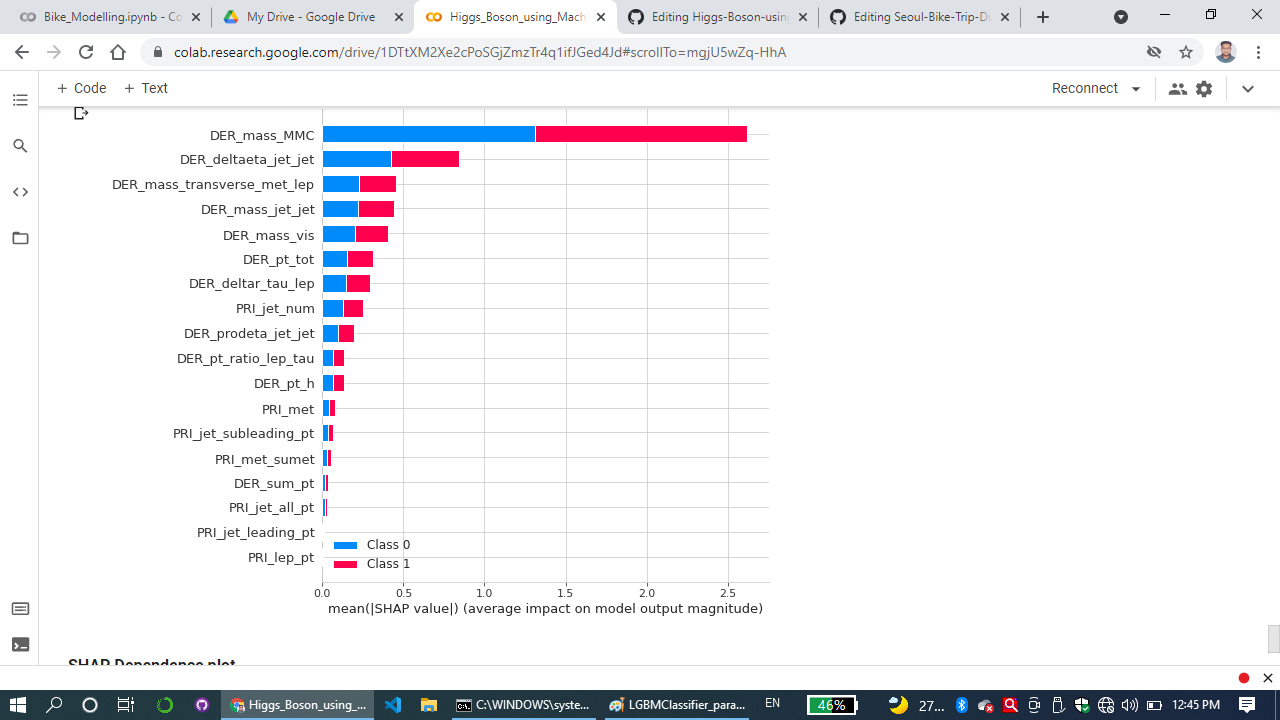 Bike_Modelling.ipynb - Co
My Drive - Google Drive
Higgs_Boson_using_Mach
Editing Higgs-Boson-using
Editing Seoul-Bike-Trip-Du
colab.research.google.com/drive/1DTtXM2Xe2cPoSGjZmzTr4q1ifJGed4Jd#scrollTo=mgjU5wZq-HhA
+ Code + Text
Reconnect
DER_mass_MMC
DER_deltaeta_jet_jet
DER_mass_transverse_met_lep
DER_mass_jet_jet
DER_mass_vis
DER_pt_tot
DER_deltar_tau_lep
PRI_jet_num
DER_prodeta_jet_jet
DER_pt_ratio_lep_tau
DER_pt_h
PRI_met
PRI_jet_subleading_pt
PRI_met_sumet
DER_sum_pt
PRI_jet_all_pt
PRI_jet_leading_pt
PRI_lep_pt
Class 0
Class 1
0.0 0.5 1.0 1.5 2.0 2.5
mean(|SHAP value|) (average impact on model output magnitude)
SHAP Dependence plot
Higgs_Boson_using_...
C:\WINDOWS\syste...
LGBMClassifier_para...
EN
46%
27...
12:45 PM